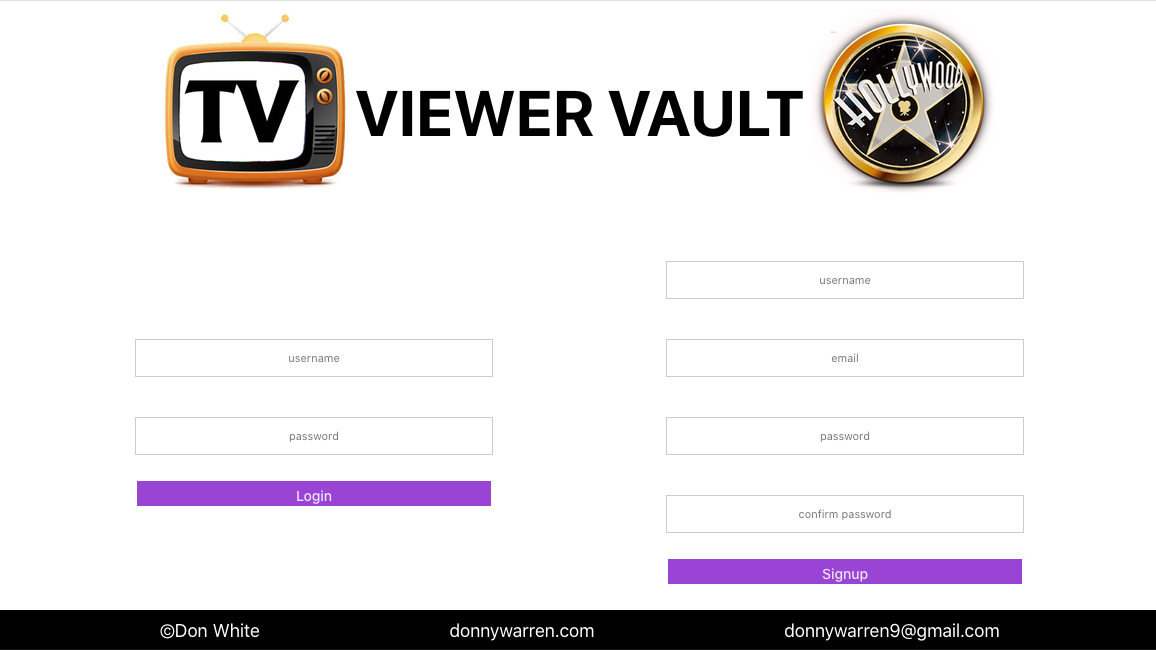 TV VIEWER VAULT
HOLLYWOOD
username
password
Login
username
email
password
confirm password
Signup
©Don White donnywarren.com donnywarren9@gmail.com